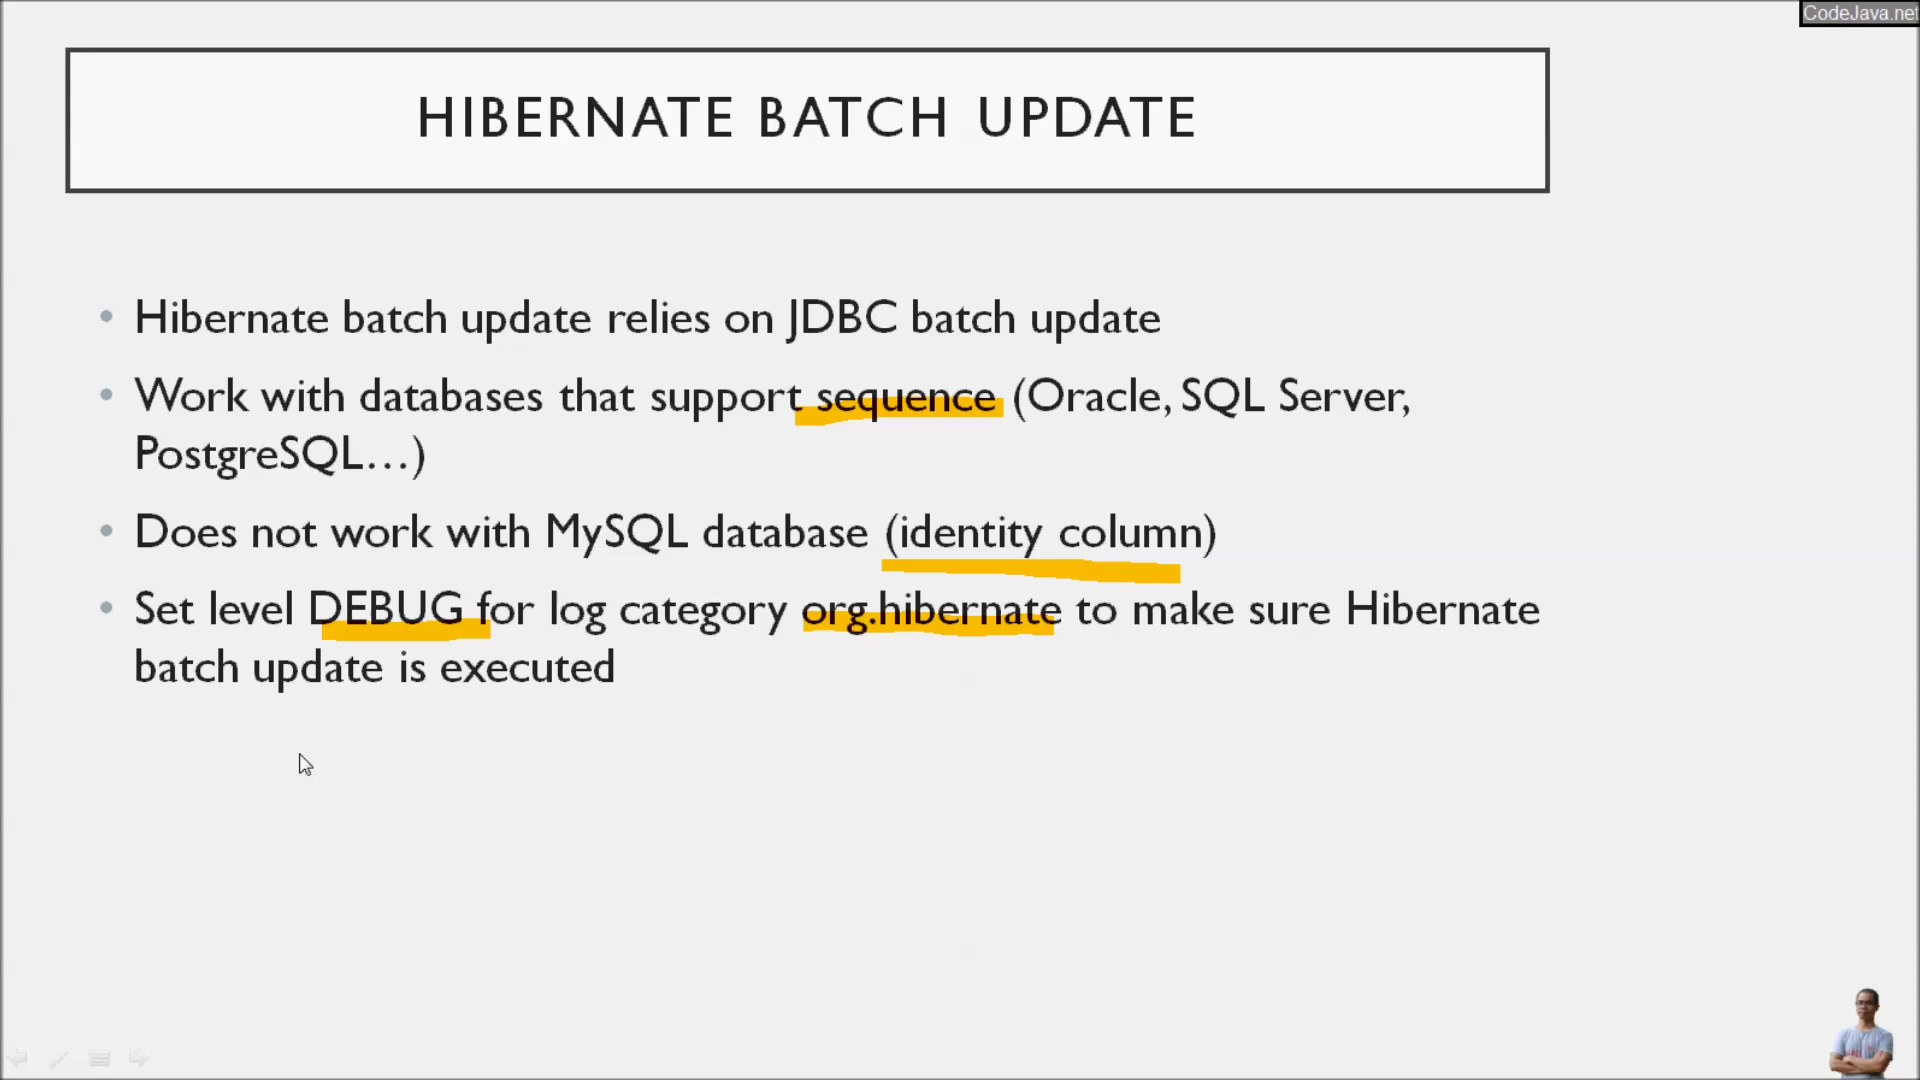 CodeJava.net
HIBERNATE BATCH UPDATE
• Hibernate batch update relies on JDBC batch update
• Work with databases that support sequence (Oracle, SQL Server,
PostgreSQL…)
• Does not work with MySQL database (identity column)
• Set level DEBUG for log category org.hibernate to make sure Hibernate
batch update is executed